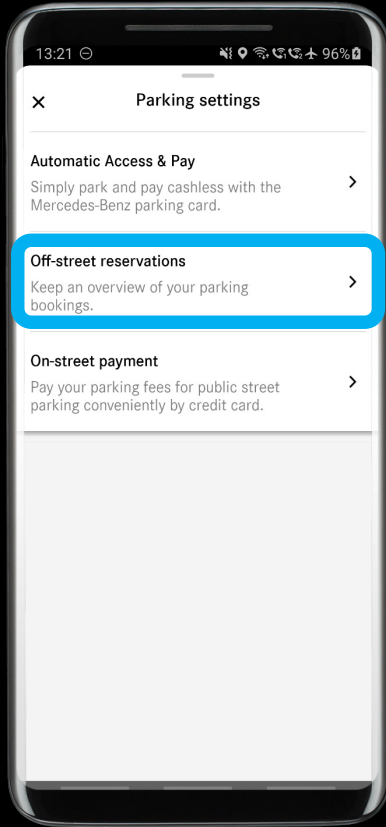 13:21 96%
Parking settings
Automatic Access & Pay
Simply park and pay cashless with the
Mercedes-Benz parking card.
Off-street reservations
Keep an overview of your parking
bookings.
On-street payment
Pay your parking fees for public street
parking conveniently by credit card.